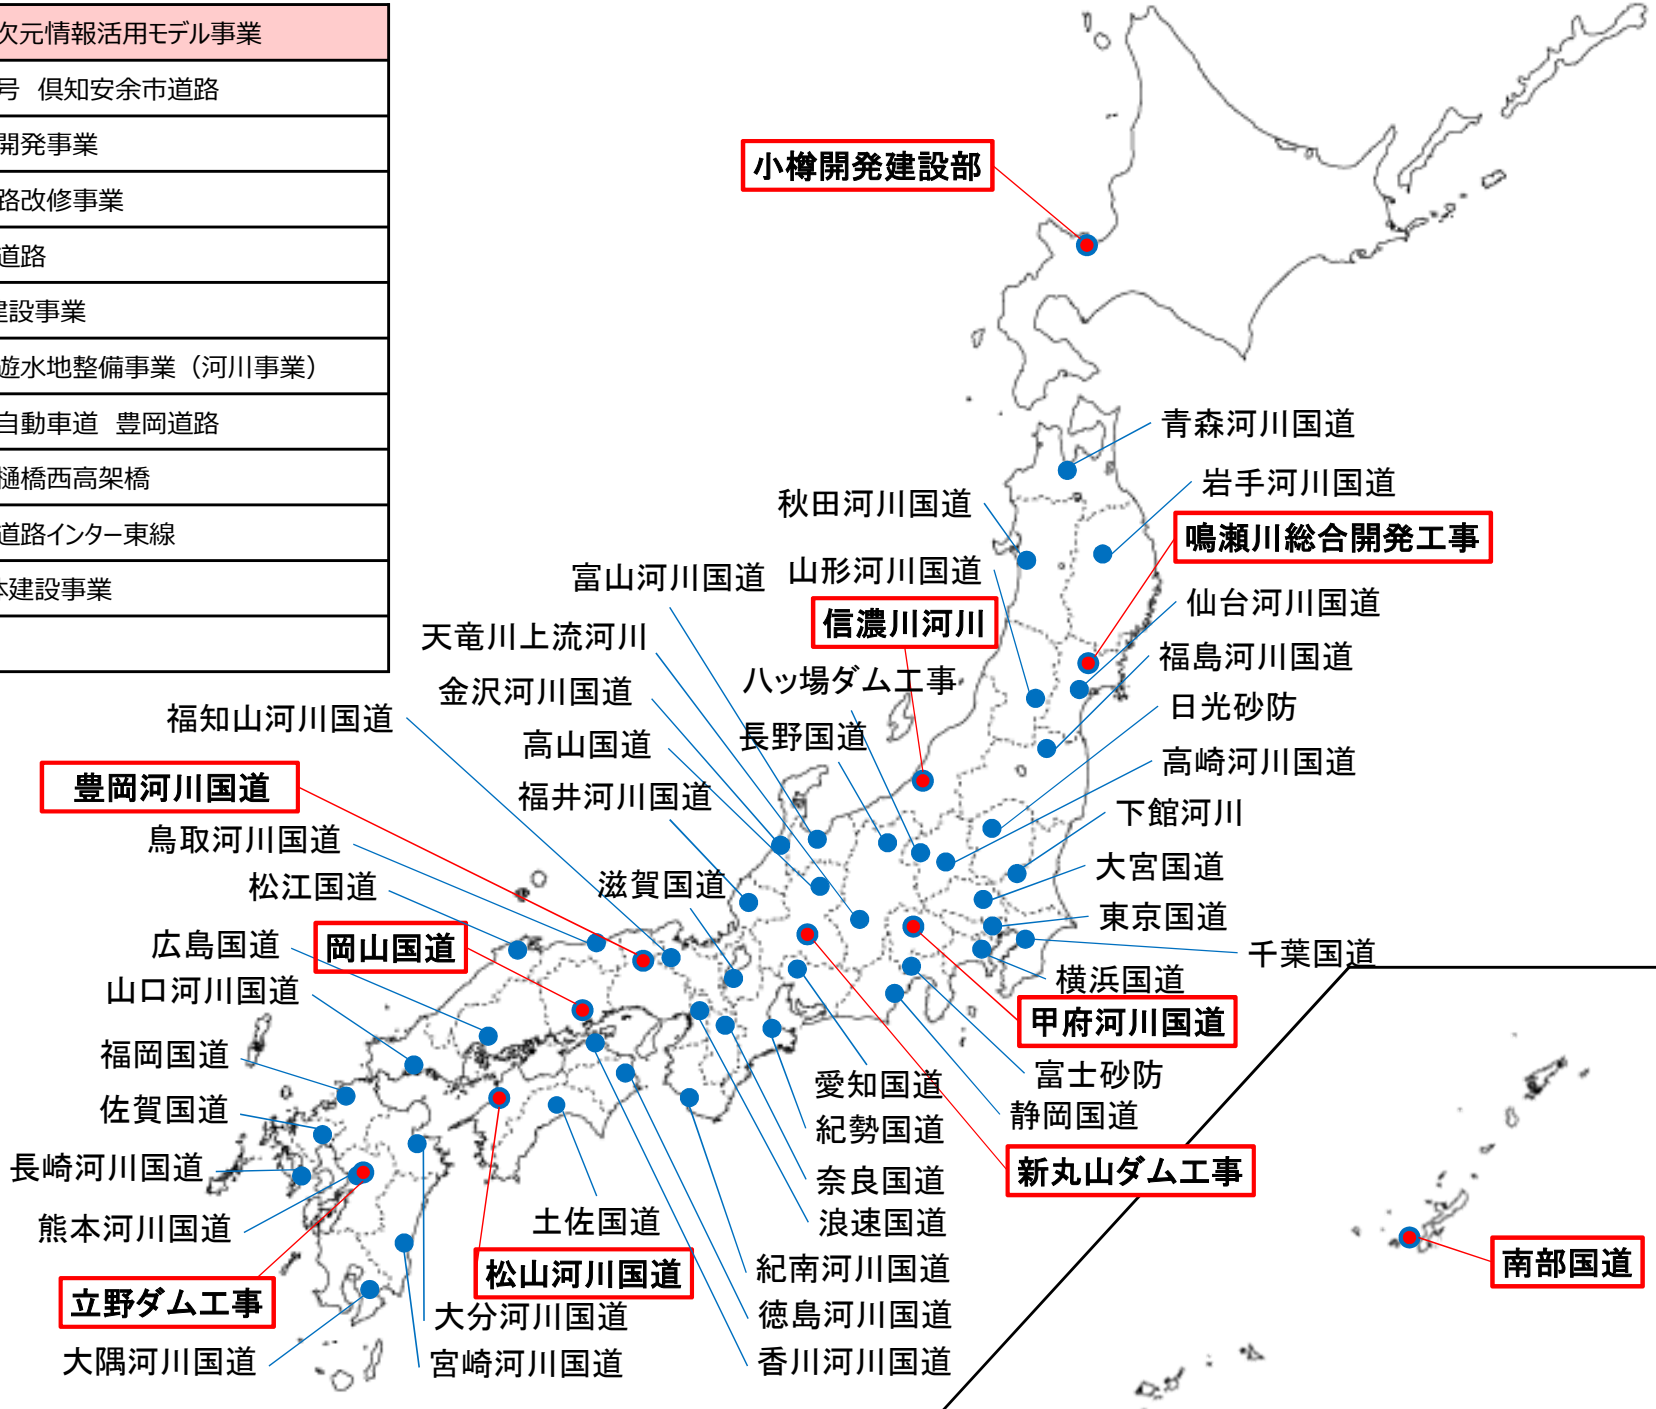 次元情報活用モデル事業
号 倶知安余市道路
開発事業
路改修事業
道路
建設事業
遊水地整備事業（河川事業）
自動車道 豊岡道路
樋橋西高架橋
道路インター東線
本建設事業
小樽開発建設部
青森河川国道
岩手河川国道
秋田河川国道
鳴瀬川総合開発工事
富山河川国道
山形河川国道
仙台河川国道
信濃川河川
天竜川上流河川
福島河川国道
八ッ場ダム工事
金沢河川国道
日光砂防
福知山河川国道
長野国道
高山国道
高崎河川国道
豊岡河川国道
福井河川国道
下館河川
鳥取河川国道
大宮国道
松江国道
滋賀国道
東京国道
広島国道
岡山国道
千葉国道
横浜国道
山口河川国道
甲府河川国道
福岡国道
富士砂防
愛知国道
佐賀国道
静岡国道
紀勢国道
長崎河川国道
新丸山ダム工事
奈良国道
熊本河川国道
土佐国道
浪速国道
南部国道
松山河川国道
紀南河川国道
立野ダム工事
大分河川国道
徳島河川国道
大隅河川国道
宮崎河川国道
香川河川国道